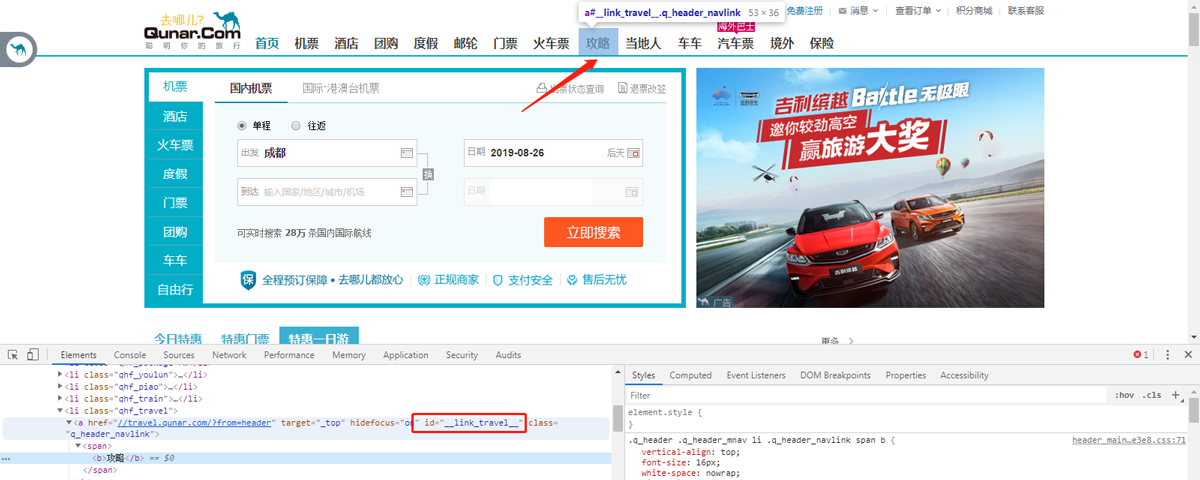 去哪儿?
Qunar.Com
聪明你的旅行
a#__link_travel__.q_header_navlink 53 × 36
免费注册 消息 查看订单 积分商城 联系客服
海外巴士
首页 机票 酒店 团购 度假 邮轮 门票 火车票 攻略 当地人 车车 汽车票 境外 保险
机票
酒店
火车票
度假
门票
团购
车车
自由行
国内机票 国际·港澳台机票 出票状态查询 退票改签
单程 往返
出发 成都 日期 2019-08-26 后天
换
到达 输入国家/地区/城市/机场 日期
可实时搜索 28万 条国内国际航线 立即搜索
保 全程预订保障 • 去哪儿都放心 正规商家 支付安全 售后无忧
吉利缤越 Battle 无极限
邀你较劲高空
赢旅游大奖
吉利缤越
广告
今日特惠 特惠门票 特惠一日游 更多
Elements Console Sources Network Performance Memory Application Security Audits 1
<li class="qhf_youlun">…</li>
<li class="qhf_piao">…</li>
<li class="qhf_train">…</li>
<li class="qhf_travel">
<a href="//travel.qunar.com/?from=header" target="_top" hidefocus="on" id="__link_travel__" class=
"q_header_navlink">
<span>
<b>攻略</b> == $0
</span>
Styles Computed Event Listeners DOM Breakpoints Properties Accessibility
Filter :hov .cls +
element.style {
}
.q_header .q_header_mnav li .q_header_navlink span b { header_main…e3e8.css:71
vertical-align: top;
font-size: 16px;
white-space: nowrap;